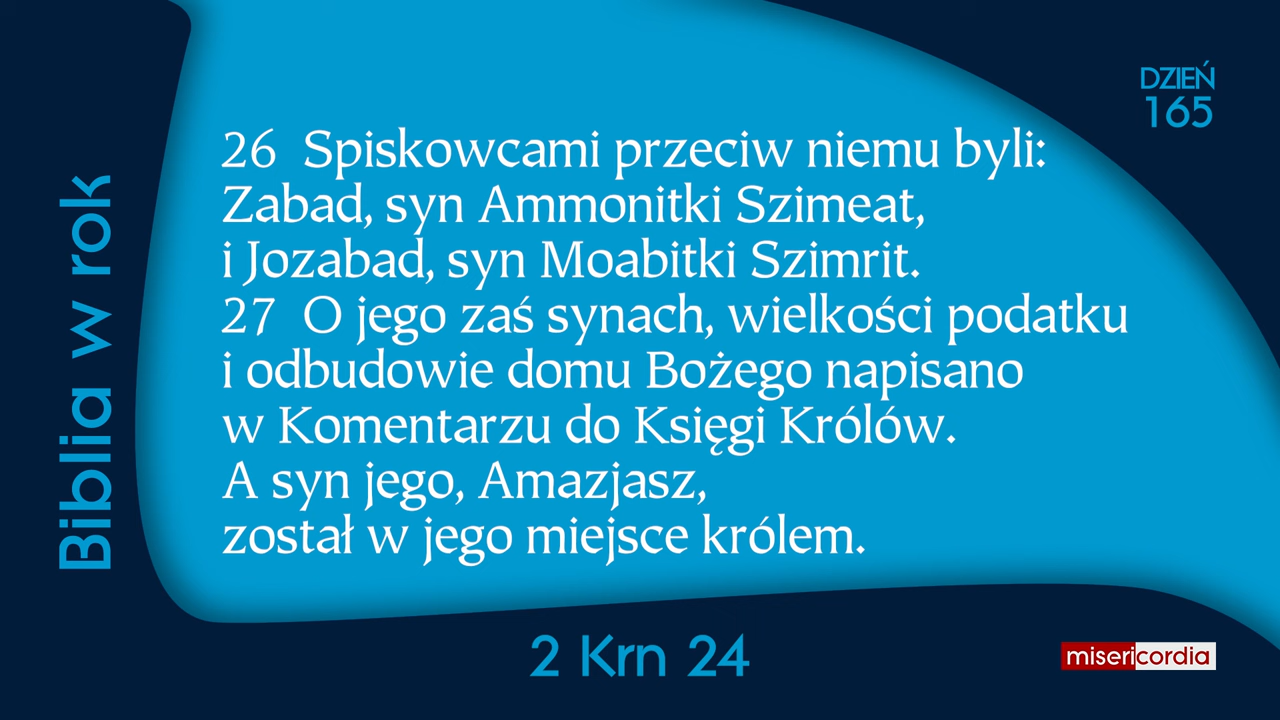 DZIEŃ
165
Biblia w rok
26 Spiskowcami przeciw niemu byli:
Zabad, syn Ammonitki Szimeat,
i Jozabad, syn Moabitki Szimrit.
27 O jego zaś synach, wielkości podatku
i odbudowie domu Bożego napisano
w Komentarzu do Księgi Królów.
A syn jego, Amazjasz,
został w jego miejsce królem.
2 Krn 24
misericordia